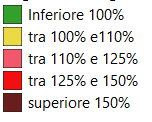 Inferiore 100%
tra 100% e110%
tra 110% e 125%
tra 125% e 150%
superiore 150%